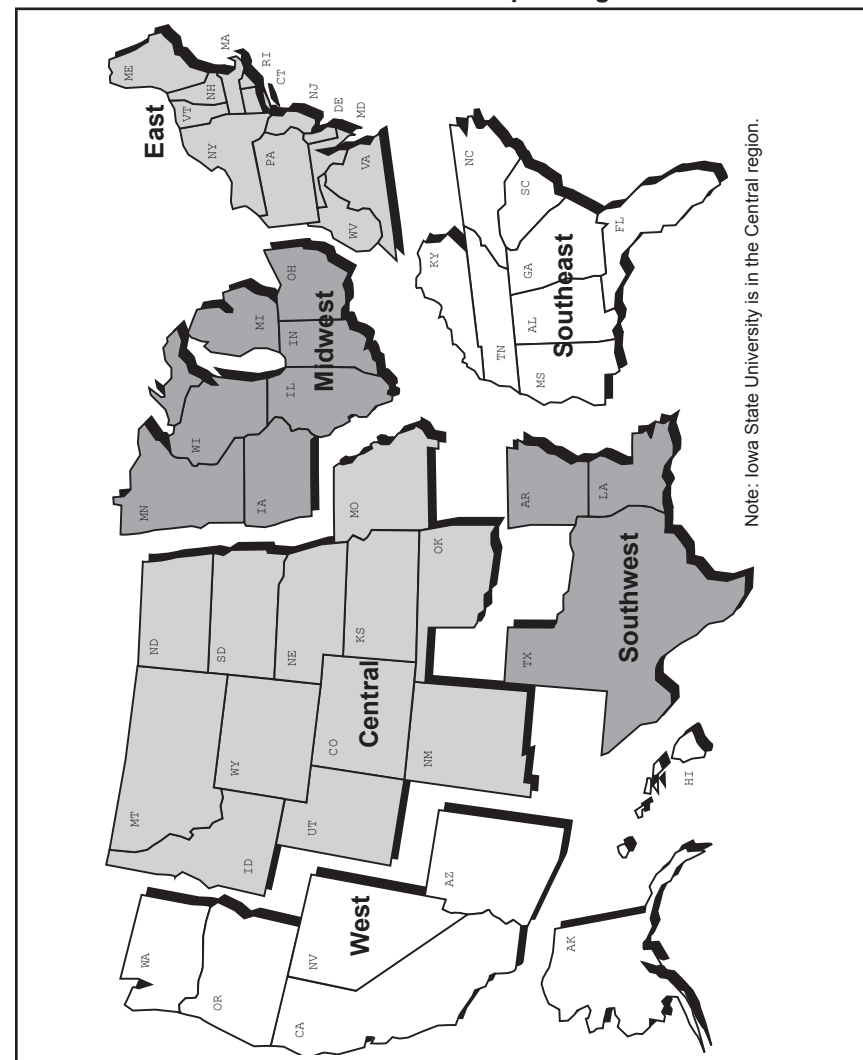 WA
OR
CA
NV
West
AZ
AK
HI
MT
ID
WY
UT
CO
NM
ND
SD
NE
KS
OK
MO
Central
TX
AR
LA
Southwest
MN
IA
WI
IL
MI
IN
OH
Midwest
KY
TN
NC
SC
MS
AL
GA
FL
Southeast
ME
VT
NH
MA
RI
CT
NY
PA
NJ
DE
MD
WV
VA
East
Note: Iowa State University is in the Central region.